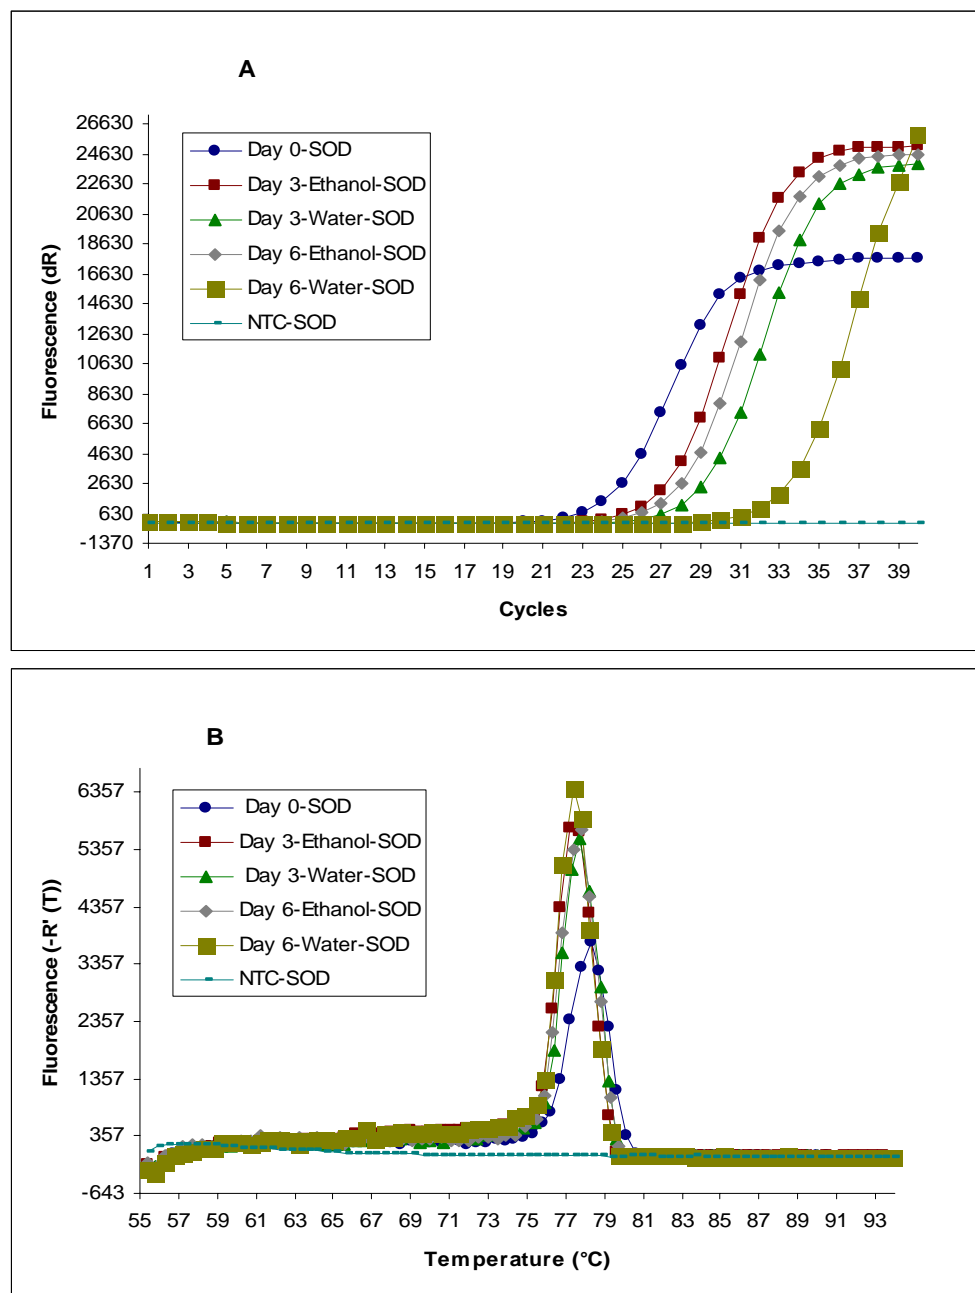 A
26630
24630
22630
20630
18630
16630
14630
12630
10630
8630
6630
4630
2630
630
-1370
Fluorescence (dR)
Day 0-SOD
Day 3-Ethanol-SOD
Day 3-Water-SOD
Day 6-Ethanol-SOD
Day 6-Water-SOD
NTC-SOD
1 3 5 7 9 11 13 15 17 19 21 23 25 27 29 31 33 35 37 39
Cycles
B
6357
5357
4357
3357
2357
1357
357
-643
Fluorescence (-R' (T))
Day 0-SOD
Day 3-Ethanol-SOD
Day 3-Water-SOD
Day 6-Ethanol-SOD
Day 6-Water-SOD
NTC-SOD
55 57 59 61 63 65 67 69 71 73 75 77 79 81 83 85 87 89 91 93
Temperature (°C)